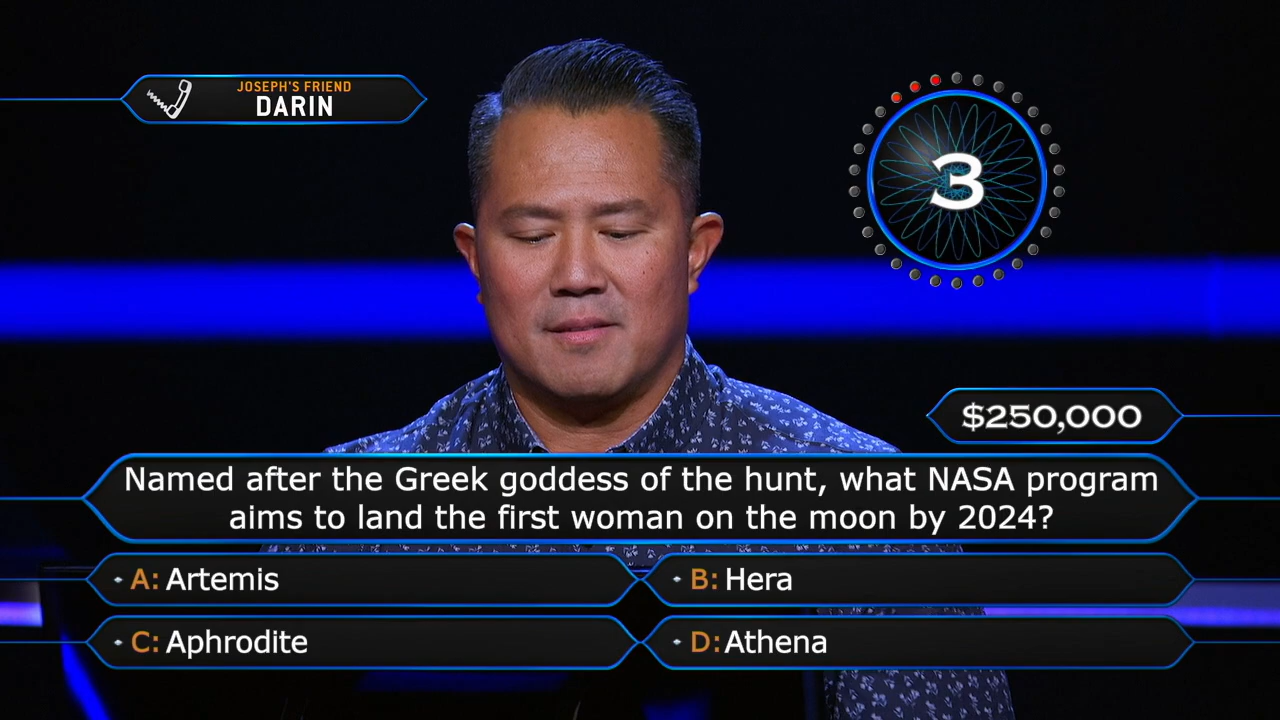 JOSEPH'S FRIEND
DARIN
3
$250,000
Named after the Greek goddess of the hunt, what NASA program
aims to land the first woman on the moon by 2024?
A: Artemis
B: Hera
C: Aphrodite
D: Athena